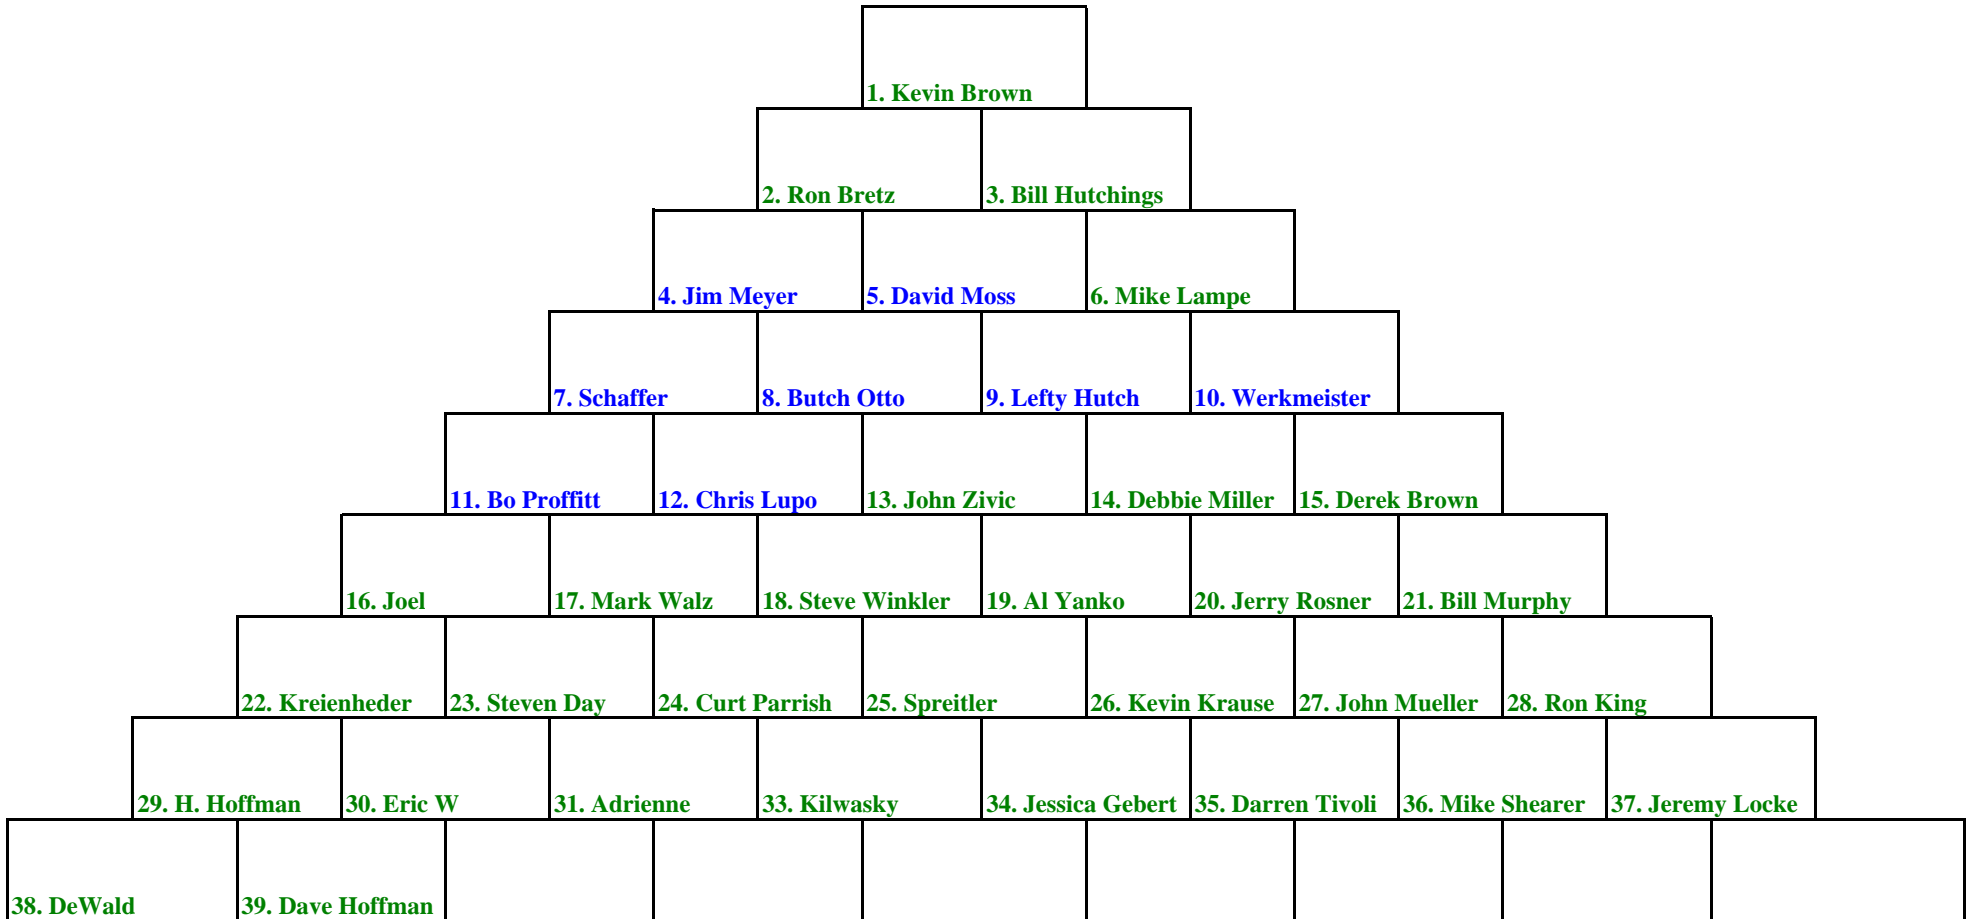 1. Kevin Brown
2. Ron Bretz 3. Bill Hutchings
4. Jim Meyer 5. David Moss 6. Mike Lampe
7. Schaffer 8. Butch Otto 9. Lefty Hutch 10. Werkmeister
11. Bo Proffitt 12. Chris Lupo 13. John Zivic 14. Debbie Miller 15. Derek Brown
16. Joel 17. Mark Walz 18. Steve Winkler 19. Al Yanko 20. Jerry Rosner 21. Bill Murphy
22. Kreienheder 23. Steven Day 24. Curt Parrish 25. Spreitler 26. Kevin Krause 27. John Mueller 28. Ron King
29. H. Hoffman 30. Eric W 31. Adrienne 33. Kilwasky 34. Jessica Gebert 35. Darren Tivoli 36. Mike Shearer 37. Jeremy Locke
38. DeWald 39. Dave Hoffman